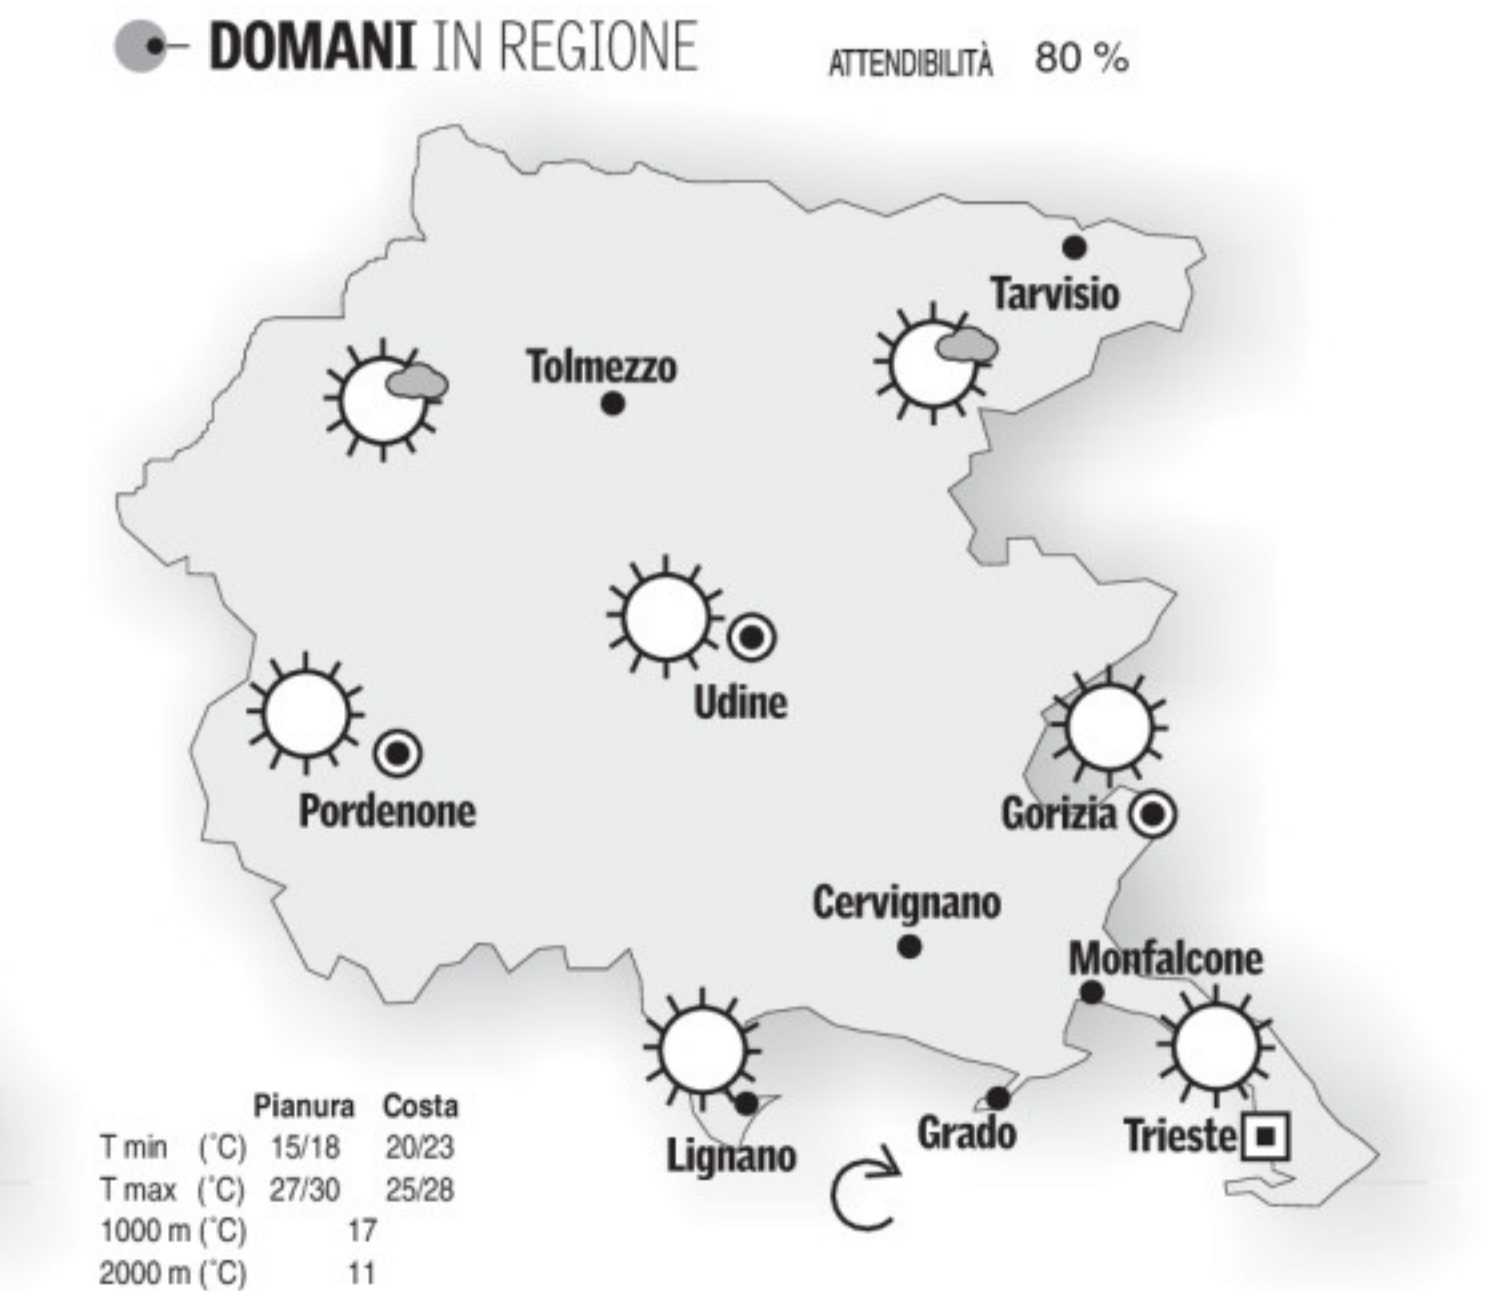 DOMANI IN REGIONE
ATTENDIBILITÀ 80 %
Tarvisio
Tolmezzo
Udine
Pordenone
Gorizia
Cervignano
Monfalcone
Lignano
Grado
Trieste
Pianura Costa
T min (°C) 15/18 20/23
T max (°C) 27/30 25/28
1000 m (°C) 17
2000 m (°C) 11